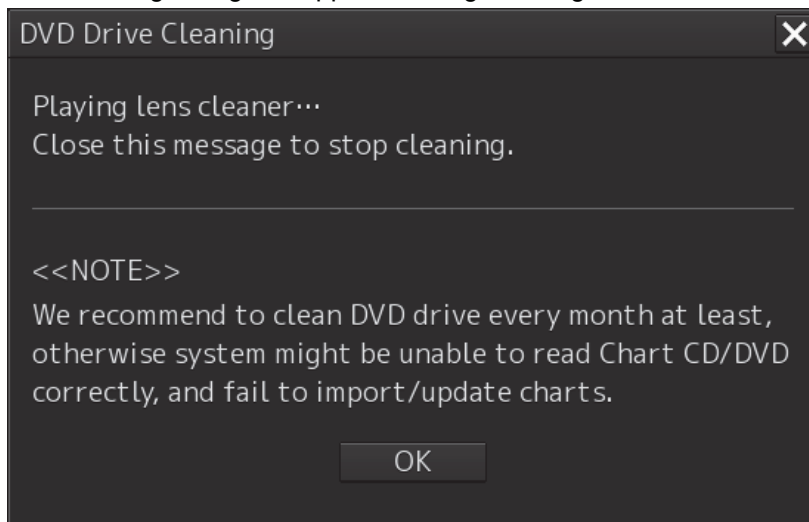 DVD Drive Cleaning
Playing lens cleaner···
Close this message to stop cleaning.
<<NOTE>>
We recommend to clean DVD drive every month at least,
otherwise system might be unable to read Chart CD/DVD
correctly, and fail to import/update charts.
OK